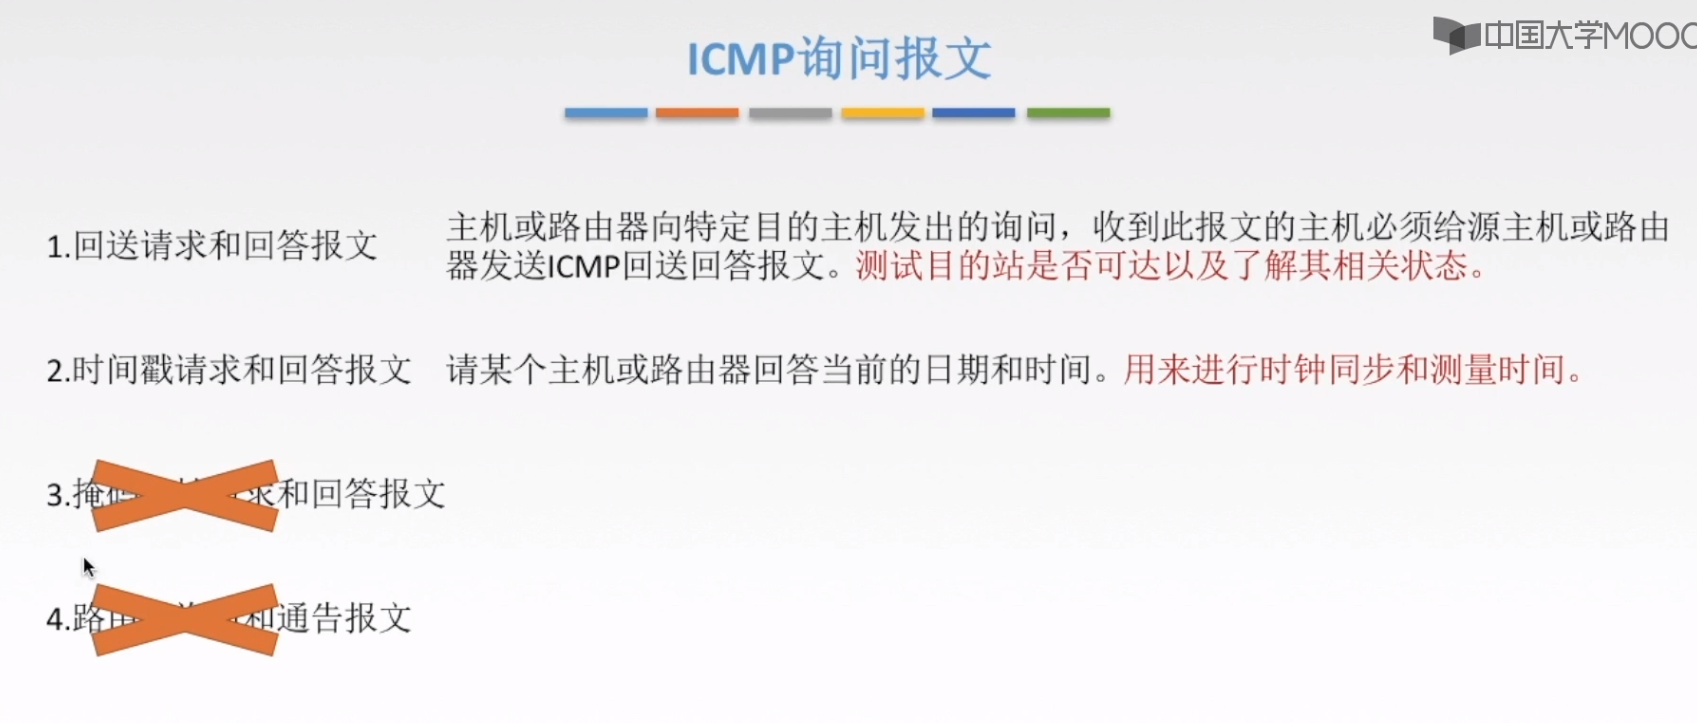 中国大学MOOC
ICMP询问报文
1.回送请求和回答报文
主机或路由器向特定目的主机发出的询问，收到此报文的主机必须给源主机或路由
器发送ICMP回送回答报文。测试目的站是否可达以及了解其相关状态。
2.时间戳请求和回答报文
请某个主机或路由器回答当前的日期和时间。用来进行时钟同步和测量时间。
3.掩码求和回答报文
4.路由和通告报文